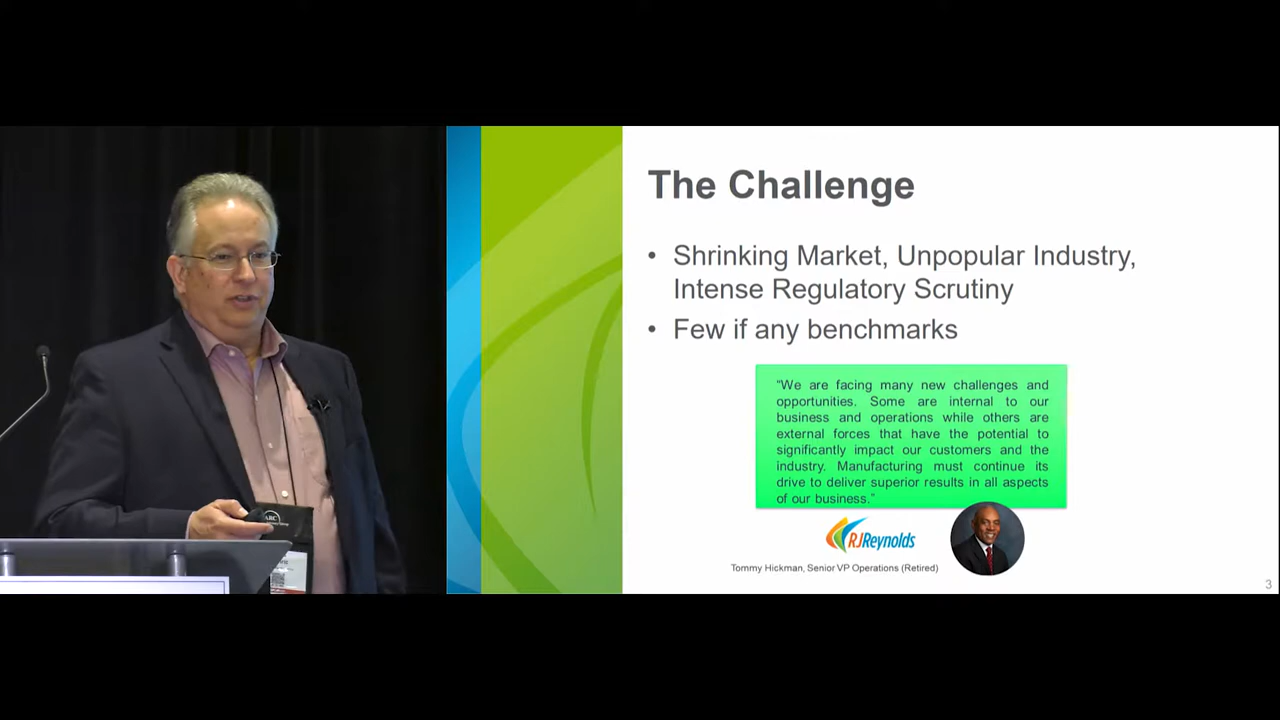 The Challenge
• Shrinking Market, Unpopular Industry,
Intense Regulatory Scrutiny
• Few if any benchmarks
“We are facing many new challenges and
opportunities. Some are internal to our
business and operations while others are
external forces that have the potential to
significantly impact our customers and the
industry. Manufacturing must continue its
drive to deliver superior results in all aspects
of our business.”
RJReynolds
Tommy Hickman, Senior VP Operations (Retired)
3
ARC